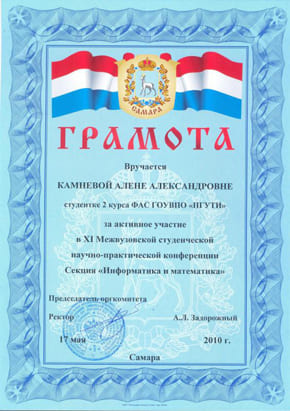 САМАРА
ГРАМОТА
Вручается
КАМНЕВОЙ АЛЕНЕ АЛЕКСАНДРОВНЕ
студентке 2 курса ФАС ГОУВПО «ПГУТИ»
за активное участие
в XI Межвузовской студенческой
научно-практической конференции
Секция «Информатика и математика»
Председатель оргкомитета
Ректор А.Л. Задорожный
17 мая 2010 г.
Самара